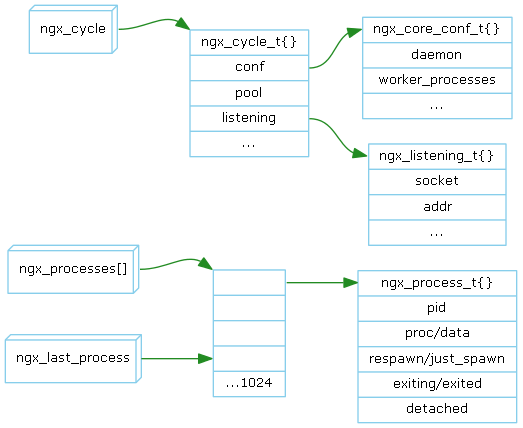 ngx_cycle
ngx_cycle_t{}
conf
pool
listening
...
ngx_core_conf_t{}
daemon
worker_processes
...
ngx_listening_t{}
socket
addr
...
ngx_processes[]
ngx_last_process
...1024
ngx_process_t{}
pid
proc/data
respawn/just_spawn
exiting/exited
detached